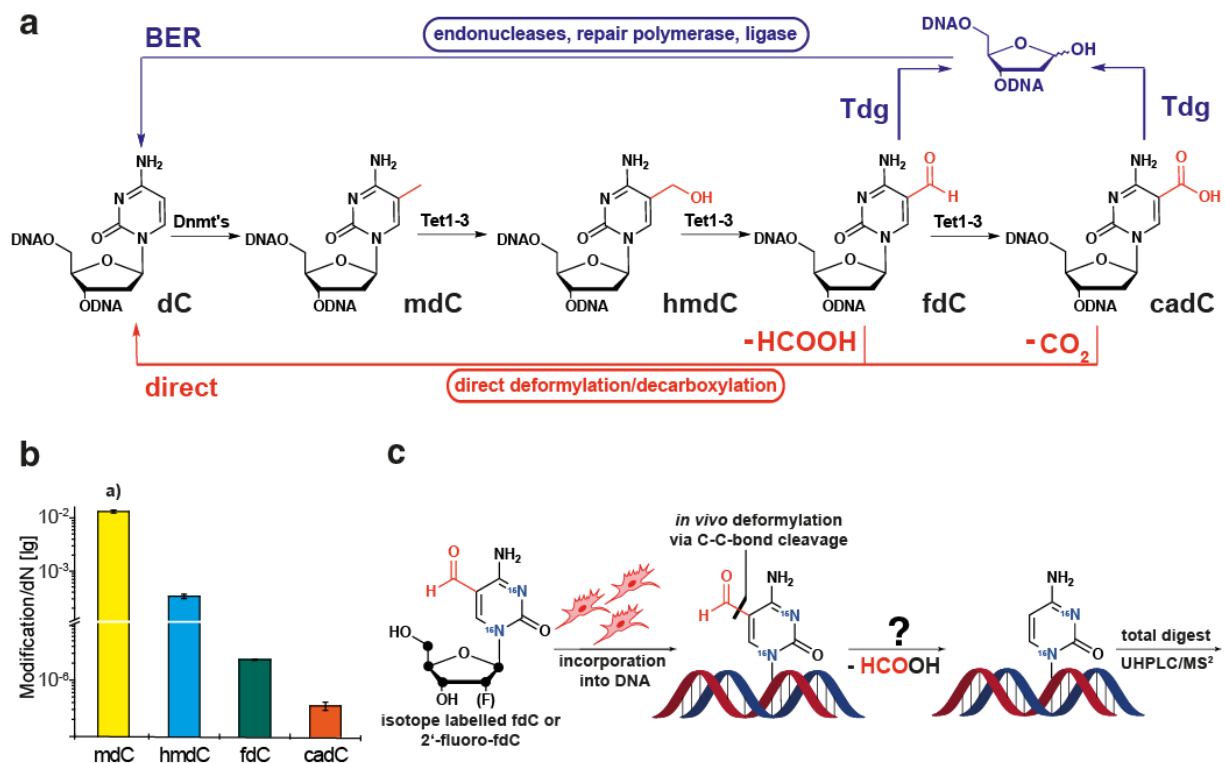 a
BER
endonucleases, repair polymerase, ligase
DNAO
O
OH
ODNA
Tdg
Tdg
NH2
N
O
N
DNAO
O
ODNA
dC
Dnmt's
NH2
N
O
N
DNAO
O
ODNA
mdC
Tet1-3
NH2
OH
N
O
N
DNAO
O
ODNA
hmdC
Tet1-3
NH2
O
H
N
O
N
DNAO
O
ODNA
fdC
Tet1-3
NH2
O
OH
N
O
N
DNAO
O
ODNA
cadC
-HCOOH
-CO2
direct
direct deformylation/decarboxylation
b
Modification/dN [lg]
a)
10-2
10-3
10-6
mdC
hmdC
fdC
cadC
c
O
H
NH2
15N
15N
O
HO
O
OH
(F)
isotope labelled fdC or
2'-fluoro-fdC
incorporation
into DNA
in vivo deformylation
via C-C-bond cleavage
O
H
NH2
15N
15N
O
?
- HCOOH
NH2
15N
15N
O
total digest
UHPLC/MS2